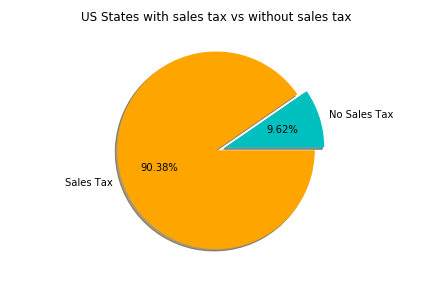 US States with sales tax vs without sales tax
No Sales Tax
9.62%
90.38%
Sales Tax